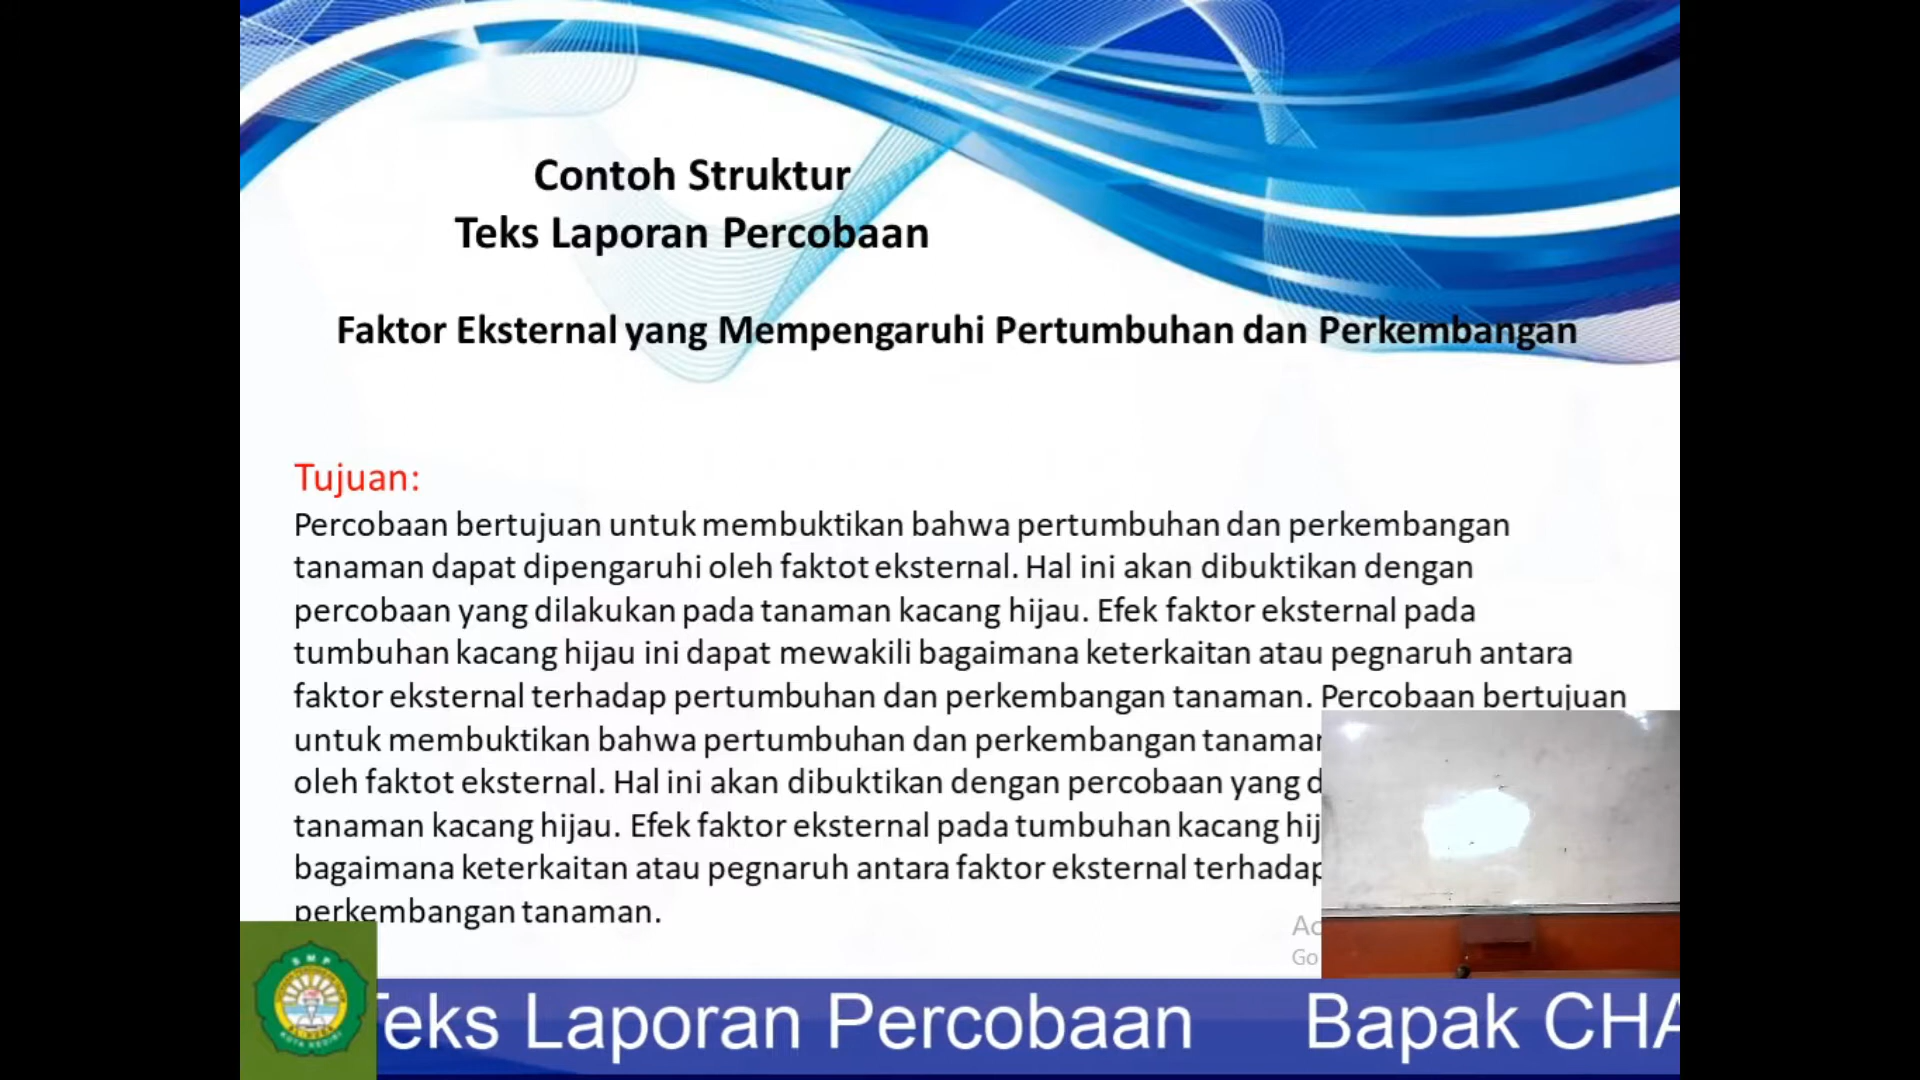 Contoh Struktur
Teks Laporan Percobaan
Faktor Eksternal yang Mempengaruhi Pertumbuhan dan Perkembangan
Tujuan:
Percobaan bertujuan untuk membuktikan bahwa pertumbuhan dan perkembangan
tanaman dapat dipengaruhi oleh faktot eksternal. Hal ini akan dibuktikan dengan
percobaan yang dilakukan pada tanaman kacang hijau. Efek faktor eksternal pada
tumbuhan kacang hijau ini dapat mewakili bagaimana keterkaitan atau pegnaruh antara
faktor eksternal terhadap pertumbuhan dan perkembangan tanaman. Percobaan bertujuan
untuk membuktikan bahwa pertumbuhan dan perkembangan
oleh faktot eksternal. Hal ini akan dibuktikan dengan percobaan yang
tanaman kacang hijau. Efek faktor eksternal pada tumbuhan kacang
bagaimana keterkaitan atau pegnaruh antara faktor eksternal
perkembangan tanaman.
Go
SMP
Teks Laporan Percobaan Bapak CHA